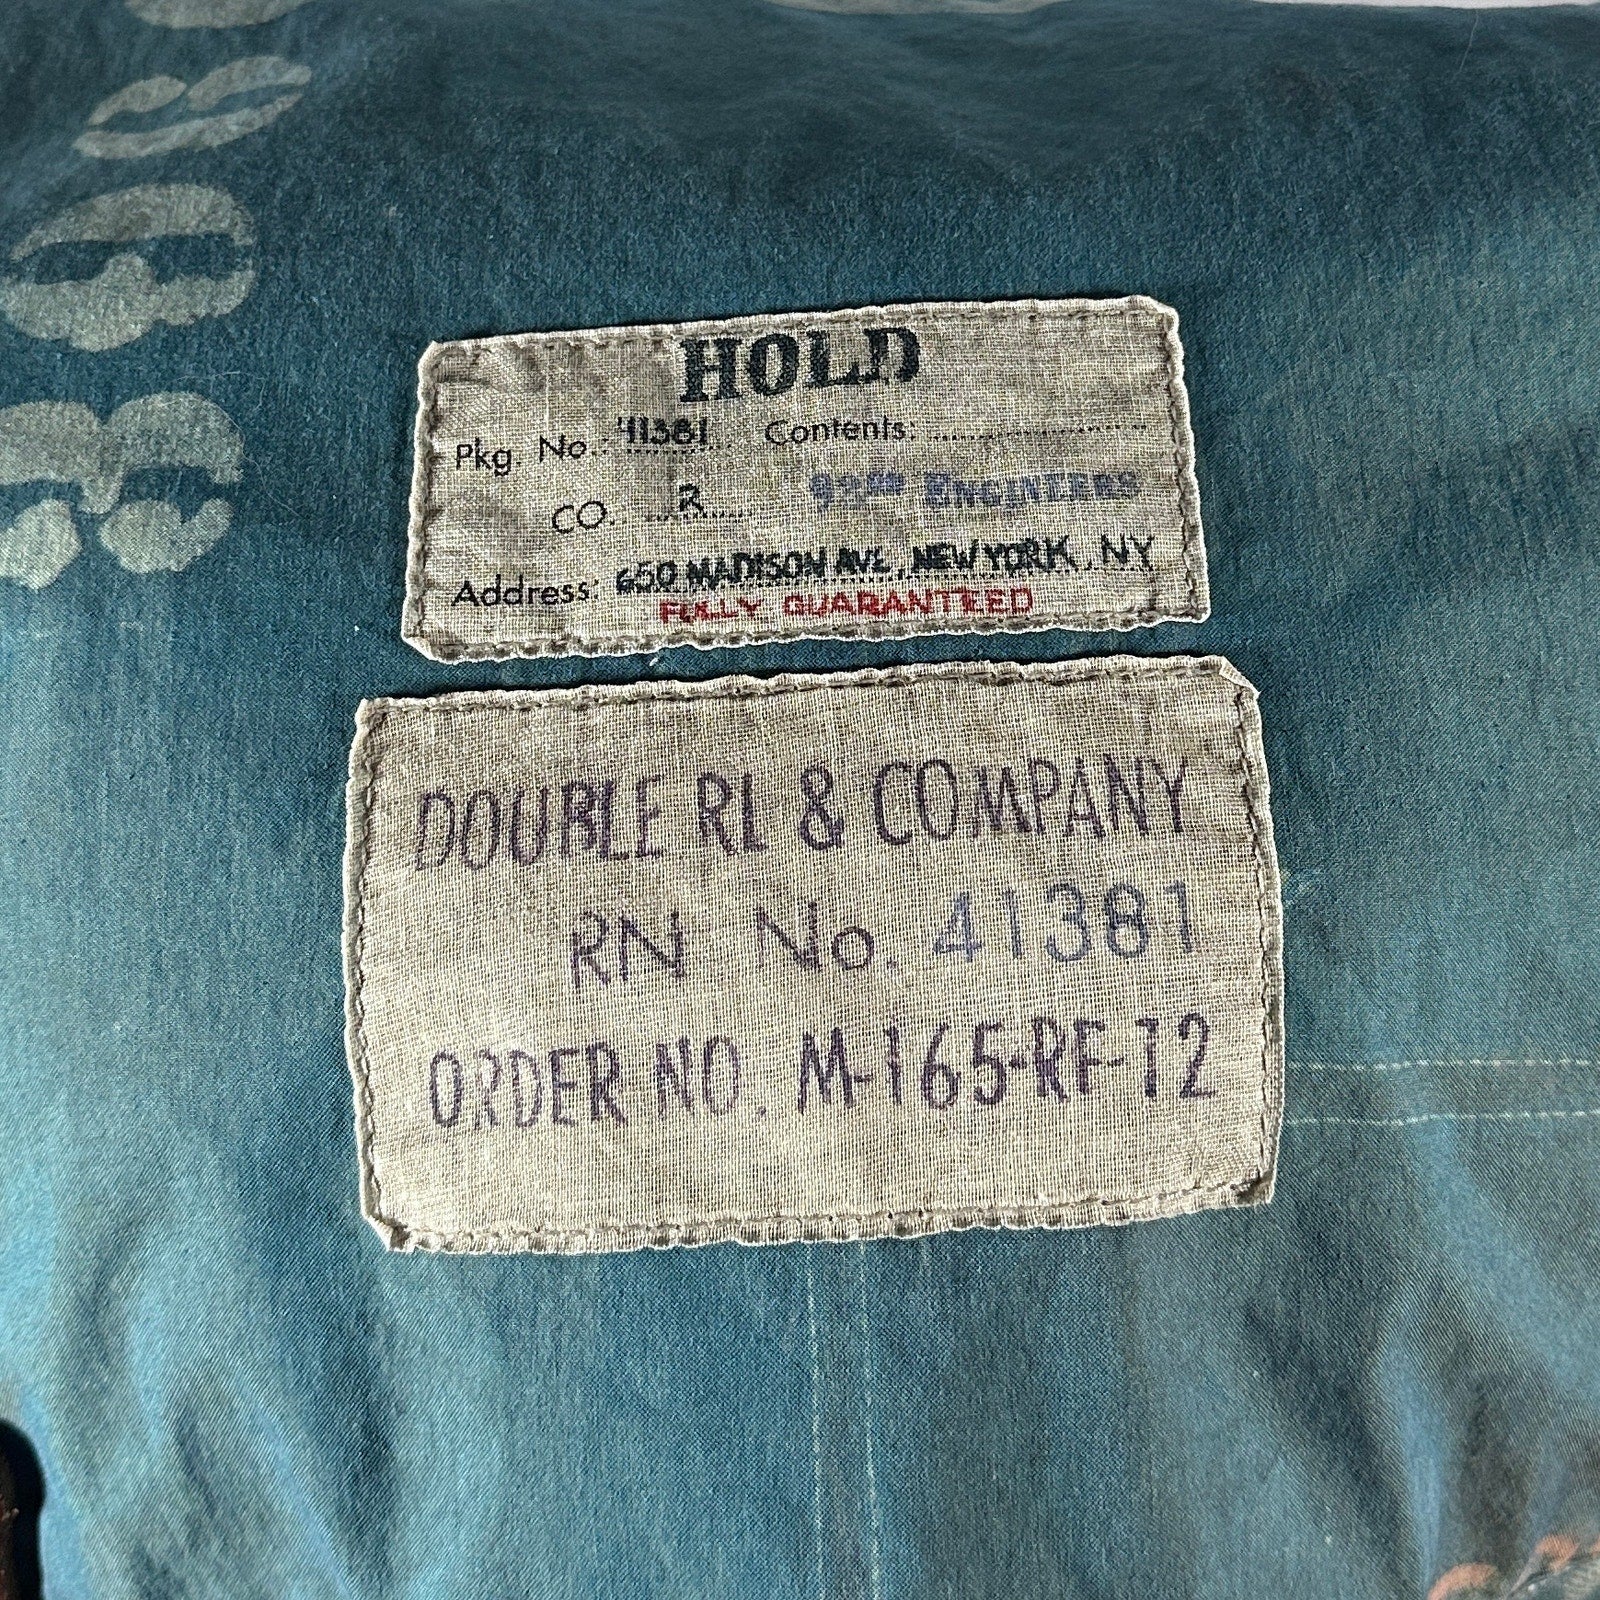 HOLD
Pkg. No. 41381 Contents:
CO. R ENGINEERS
Address: 650 MADISON AVE., NEW YORK, NY
FULLY GUARANTEED
DOUBLE RL & COMPANY
RN No. 41381
ORDER NO. M-165-RF-12